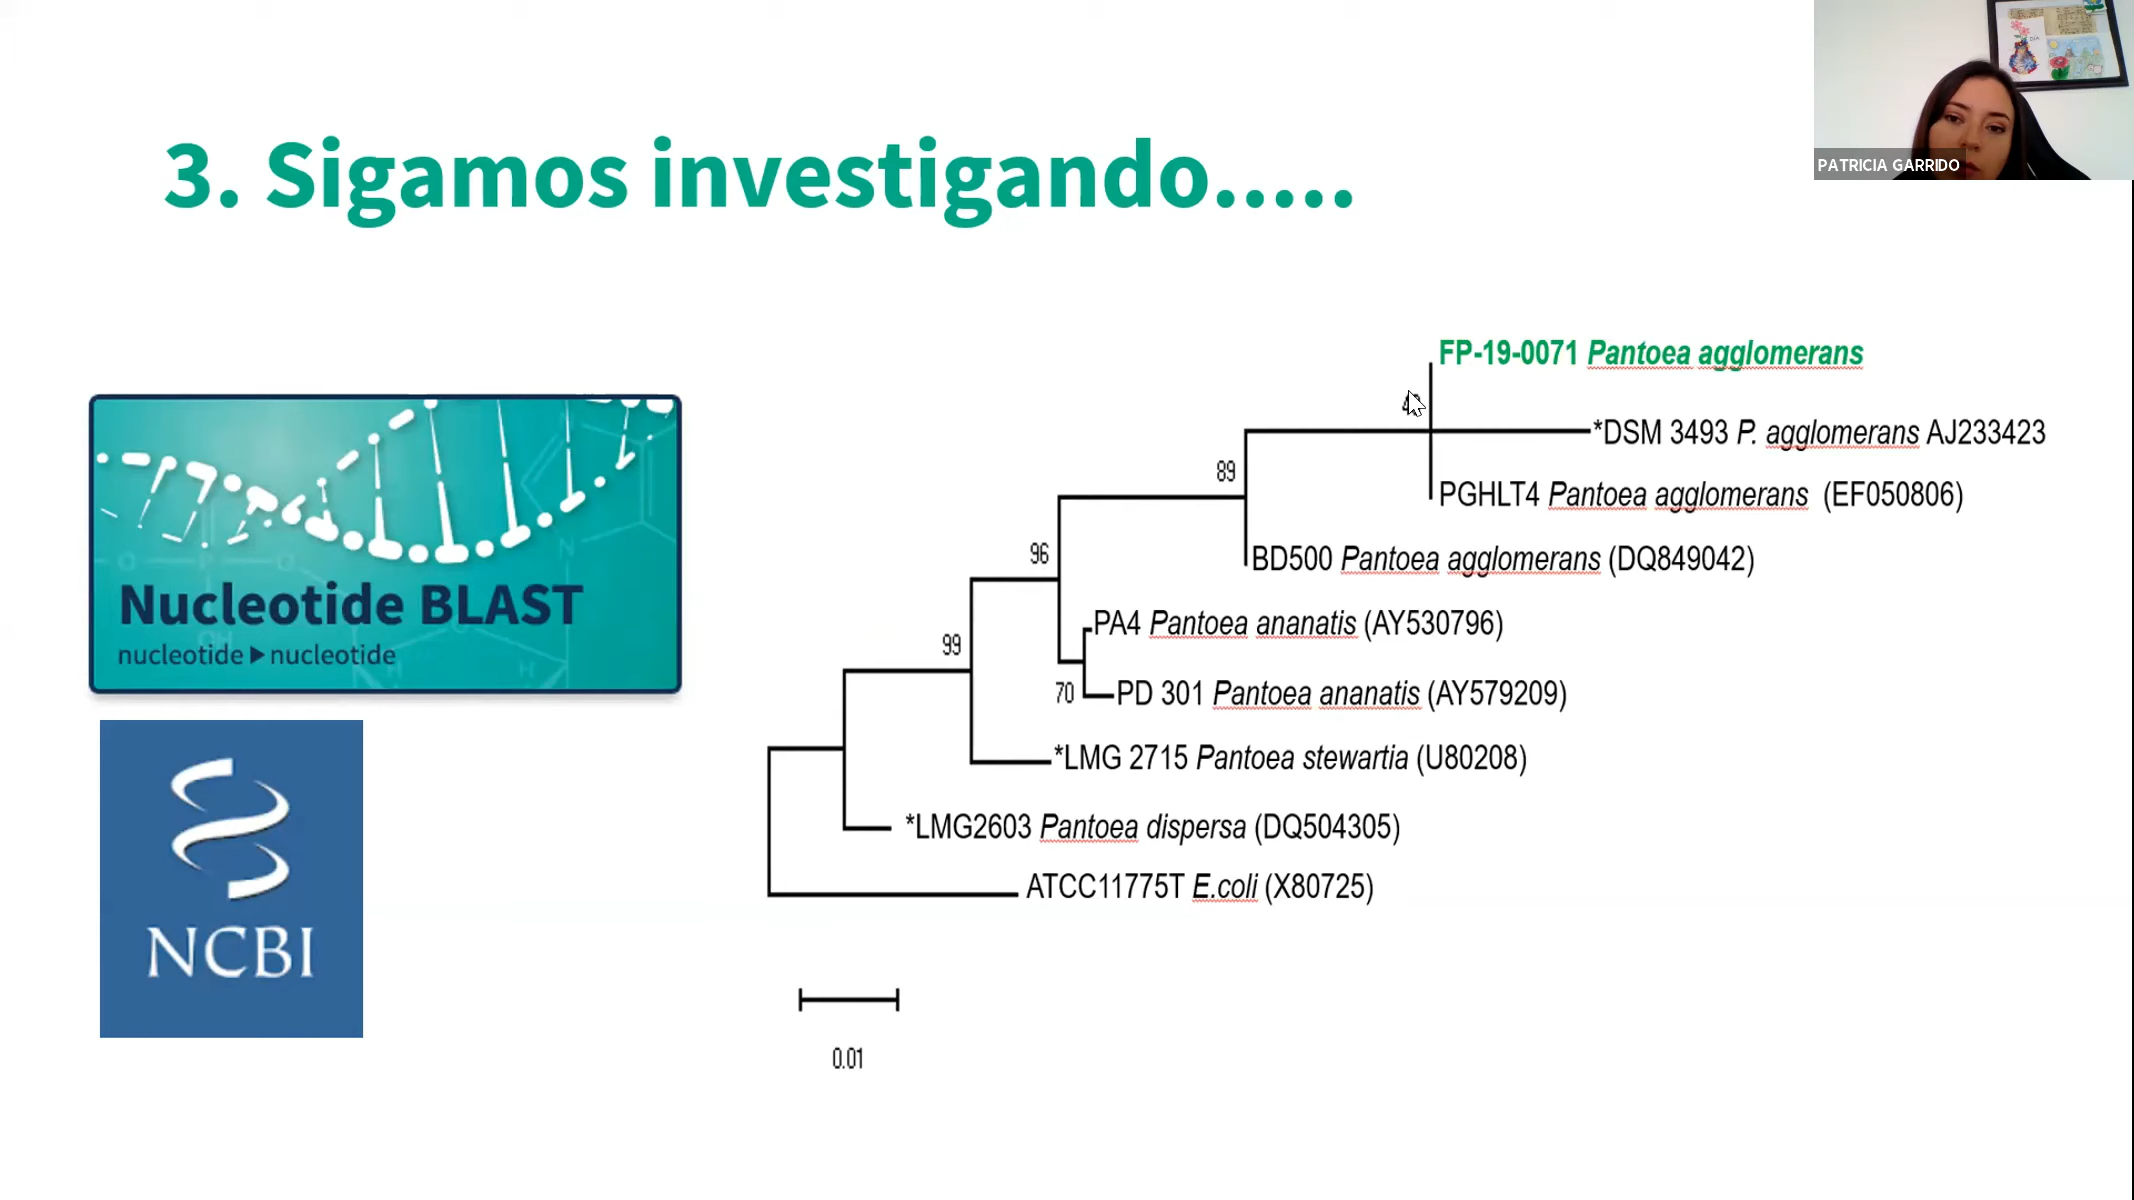 PATRICIA GARRIDO
3. Sigamos investigando.....
FP-19-0071 Pantoea agglomerans
*DSM 3493 P. agglomerans AJ233423
89
PGHLT4 Pantoea agglomerans (EF050806)
96
BD500 Pantoea agglomerans (DQ849042)
Nucleotide BLAST
nucleotide ▶ nucleotide
PA4 Pantoea ananatis (AY530796)
99
70
PD 301 Pantoea ananatis (AY579209)
*LMG 2715 Pantoea stewartia (U80208)
*LMG2603 Pantoea dispersa (DQ504305)
ATCC11775T E.coli (X80725)
NCBI
0.01